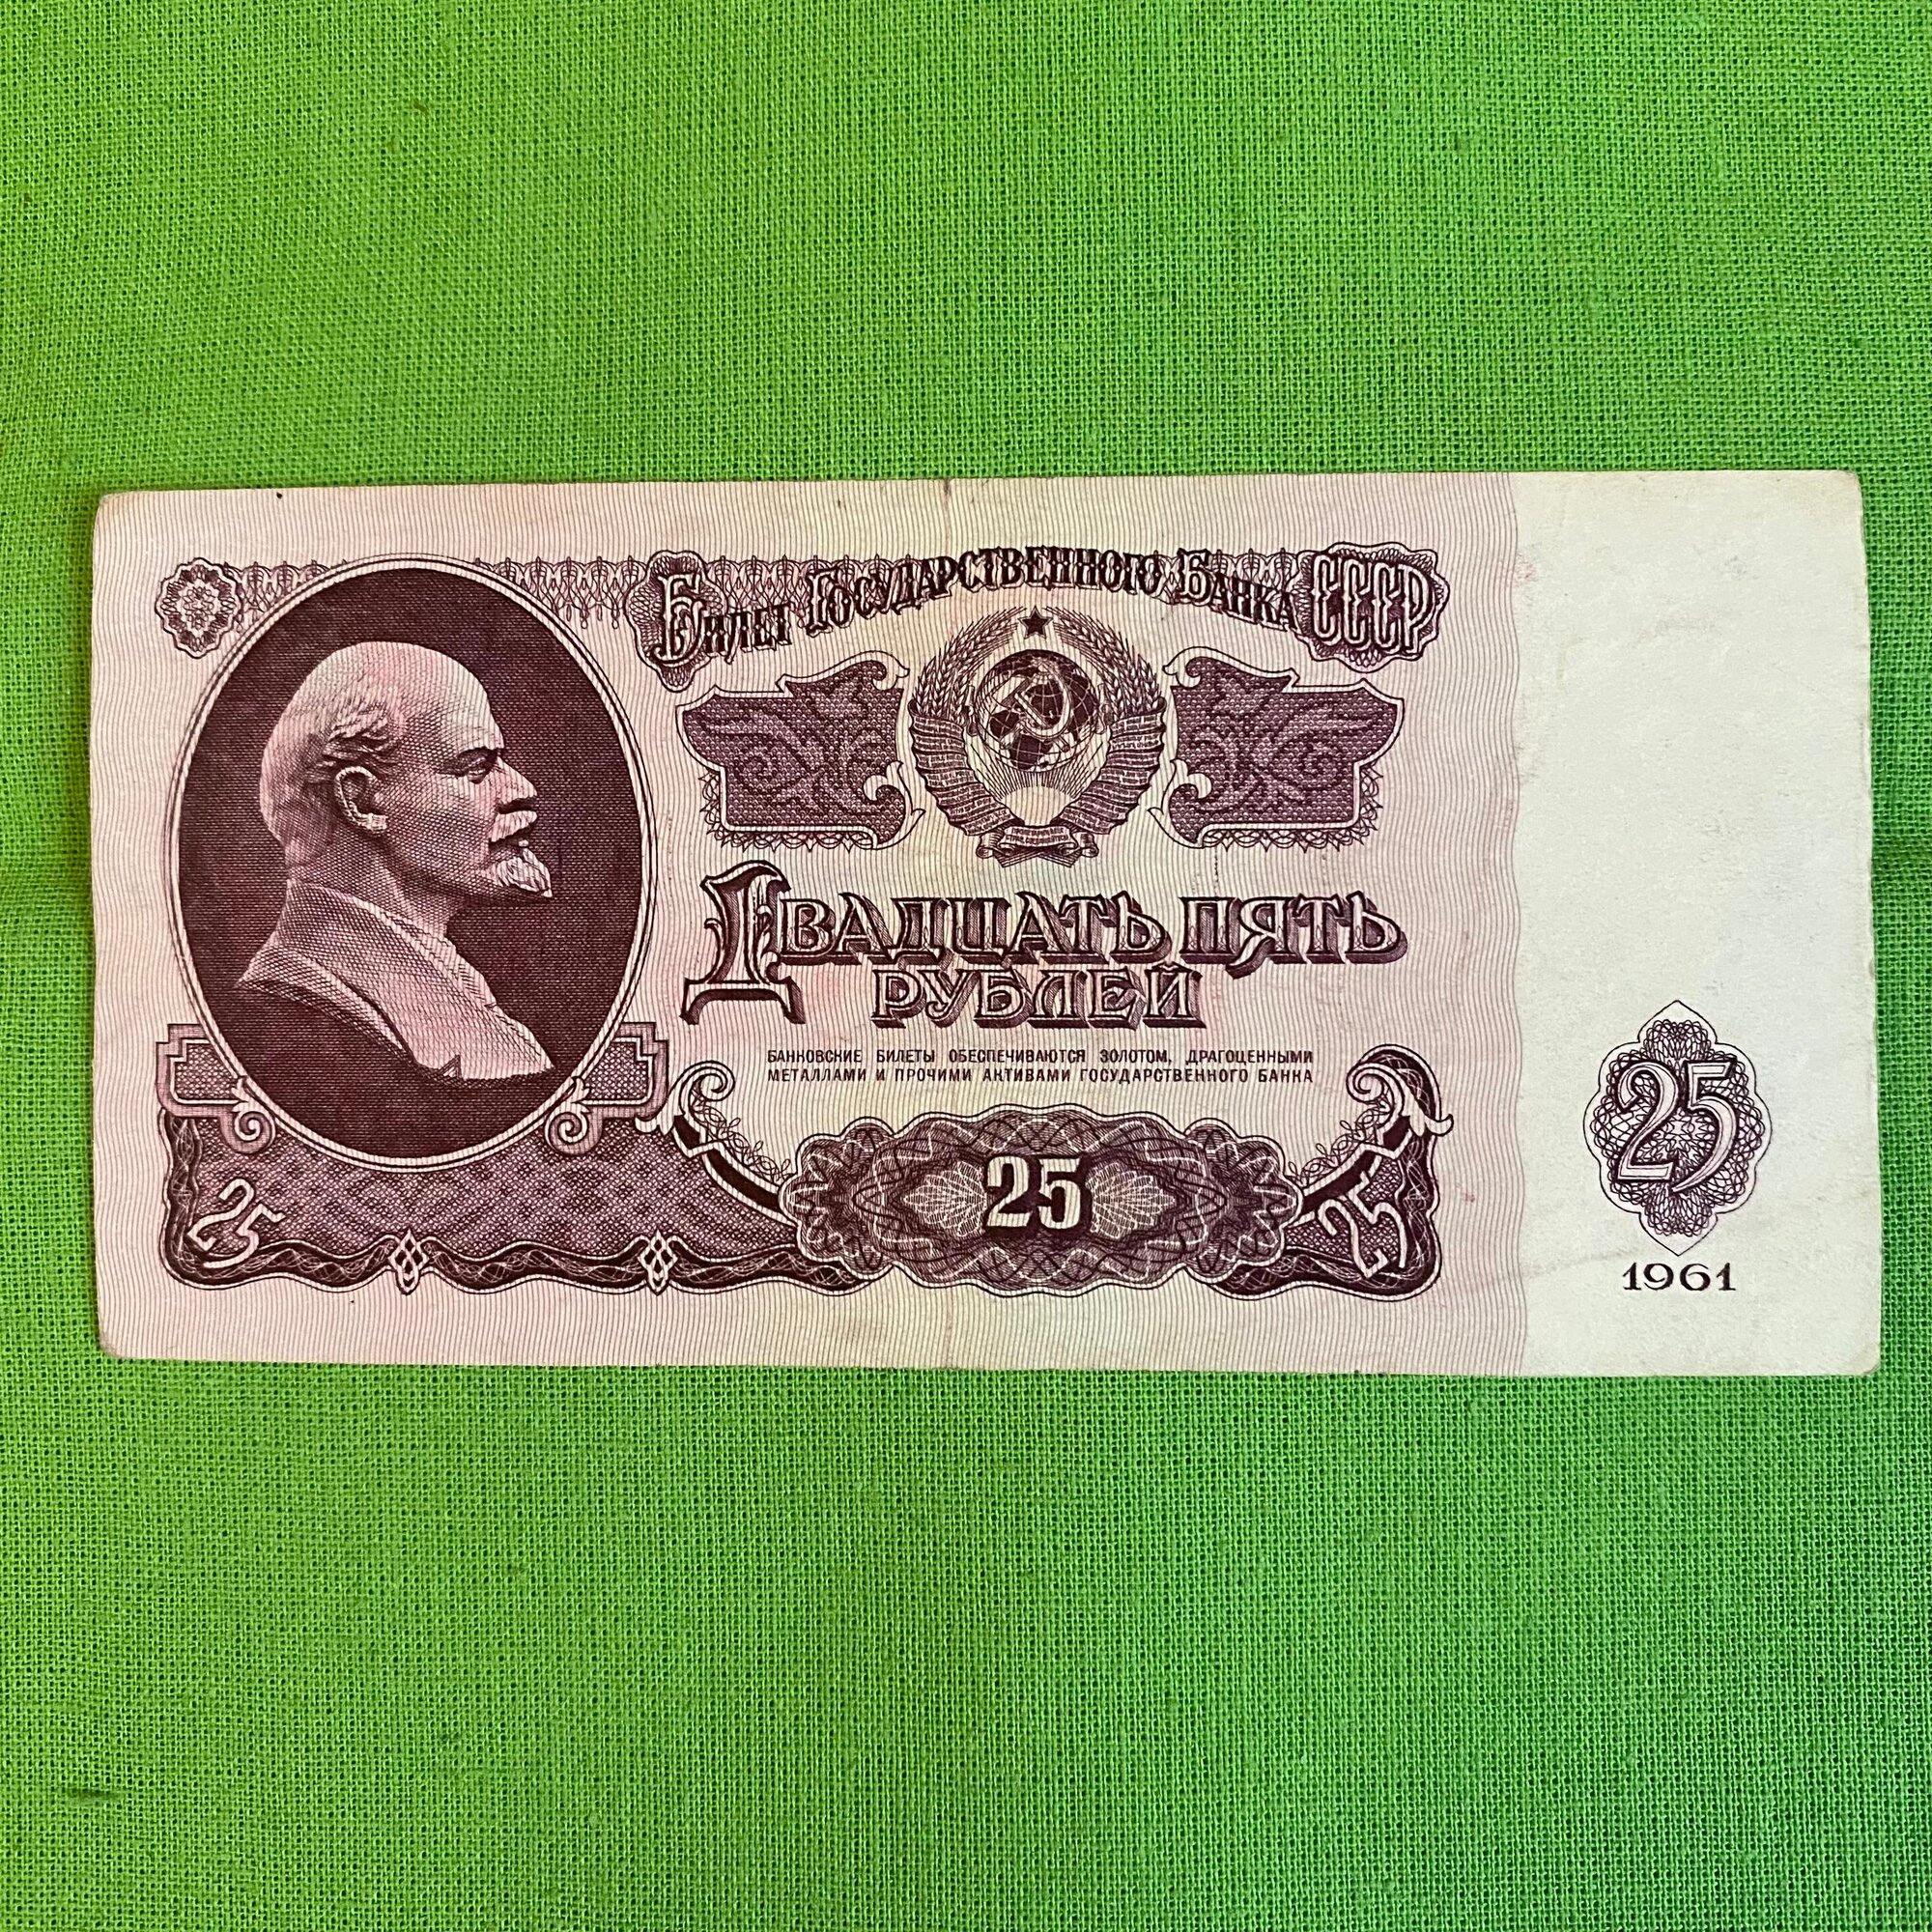 Билет Государственного Банка СССР
Двадцать пять
рублей
БАНКОВСКИЕ БИЛЕТЫ ОБЕСПЕЧИВАЮТСЯ ЗОЛОТОМ, ДРАГОЦЕННЫМИ
МЕТАЛЛАМИ И ПРОЧИМИ АКТИВАМИ ГОСУДАРСТВЕННОГО БАНКА
25
25
25
25
1961